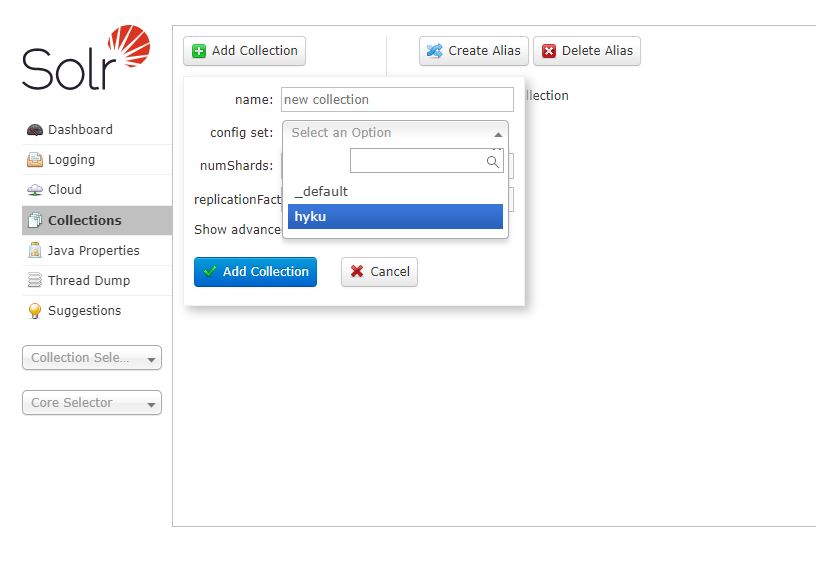 Solr
Dashboard
Logging
Cloud
Collections
Java Properties
Thread Dump
Suggestions
Collection Sele...
Core Selector
Add Collection
Create Alias
Delete Alias
name: new collection
config set: Select an Option
_default
hyku
numShards:
replicationFact
Show advance
Add Collection
Cancel
llection